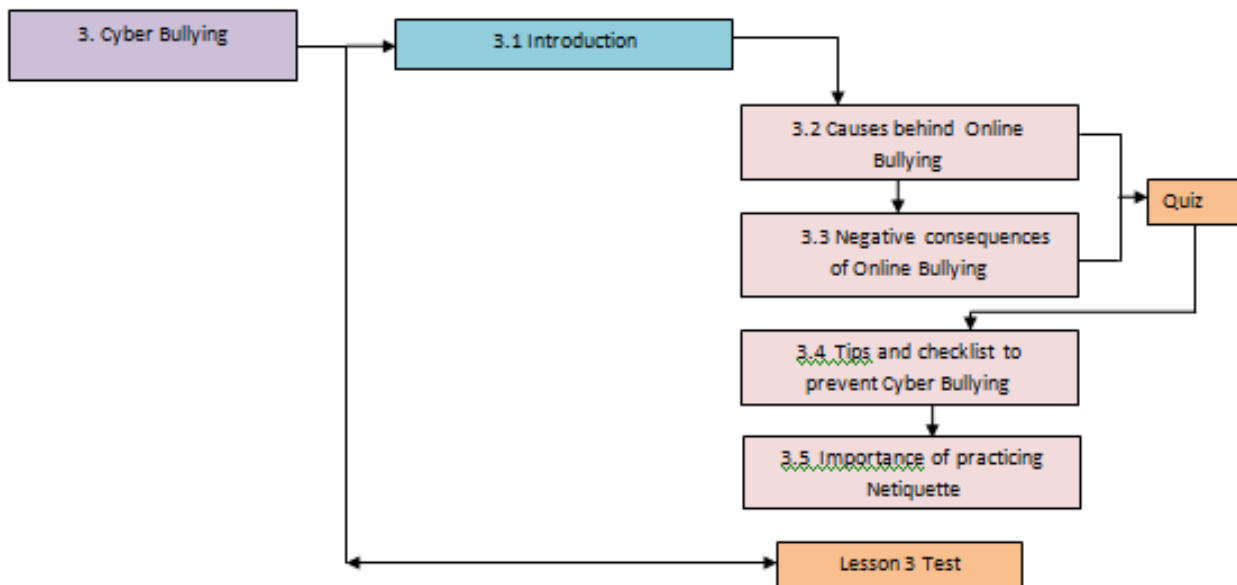 3. Cyber Bullying
3.1 Introduction
3.2 Causes behind Online
Bullying
Quiz
3.3 Negative consequences
of Online Bullying
3.4 Tips and checklist to
prevent Cyber Bullying
3.5 Importance of practicing
Netiquette
Lesson 3 Test